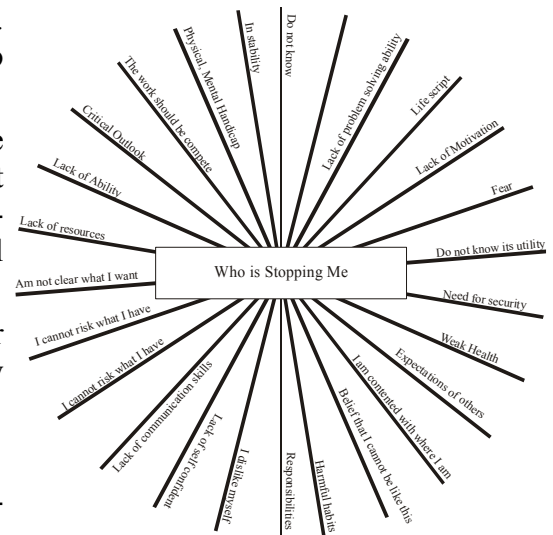 Who is Stopping Me
Do not know
Lack of problem solving ability
Life script
Lack of Motivation
Fear
Do not know its utility
Need for security
Weak Health
Expectations of others
I am contented with where I am
Belief that I cannot be like this
Harmful habits
Responsibilities
I dislike myself
Lack of self confident
Lack of communication skills
I cannot risk what I have
I cannot risk what I have
Am not clear what I want
Lack of resources
Lack of Ability
Critical Outlook
The work should be compete
Physical, Mental Handicap
In stability